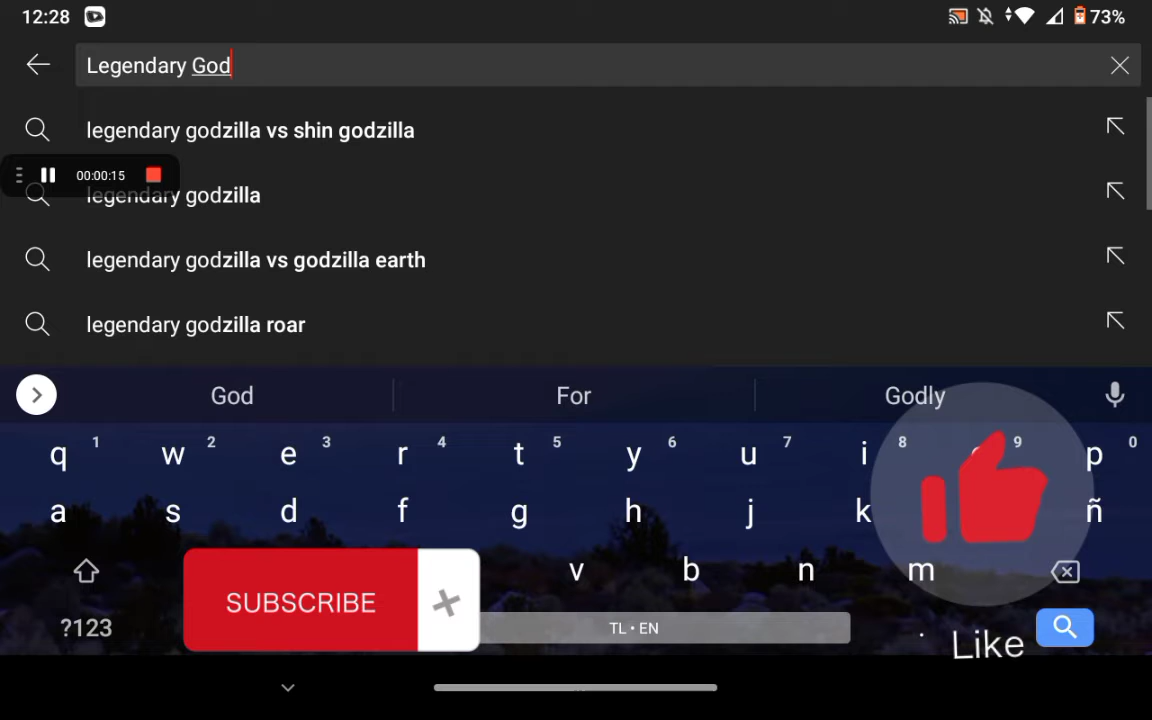 12:28
73%
Legendary God
legendary godzilla vs shin godzilla
00:00:15
legendary godzilla
legendary godzilla vs godzilla earth
legendary godzilla roar
God For Godly
q 1 w 2 e 3 r 4 t 5 y 6 u 7 i 8 9 p 0
a s d f g h j k ñ
v b n m
SUBSCRIBE
?123 TL • EN .
Like